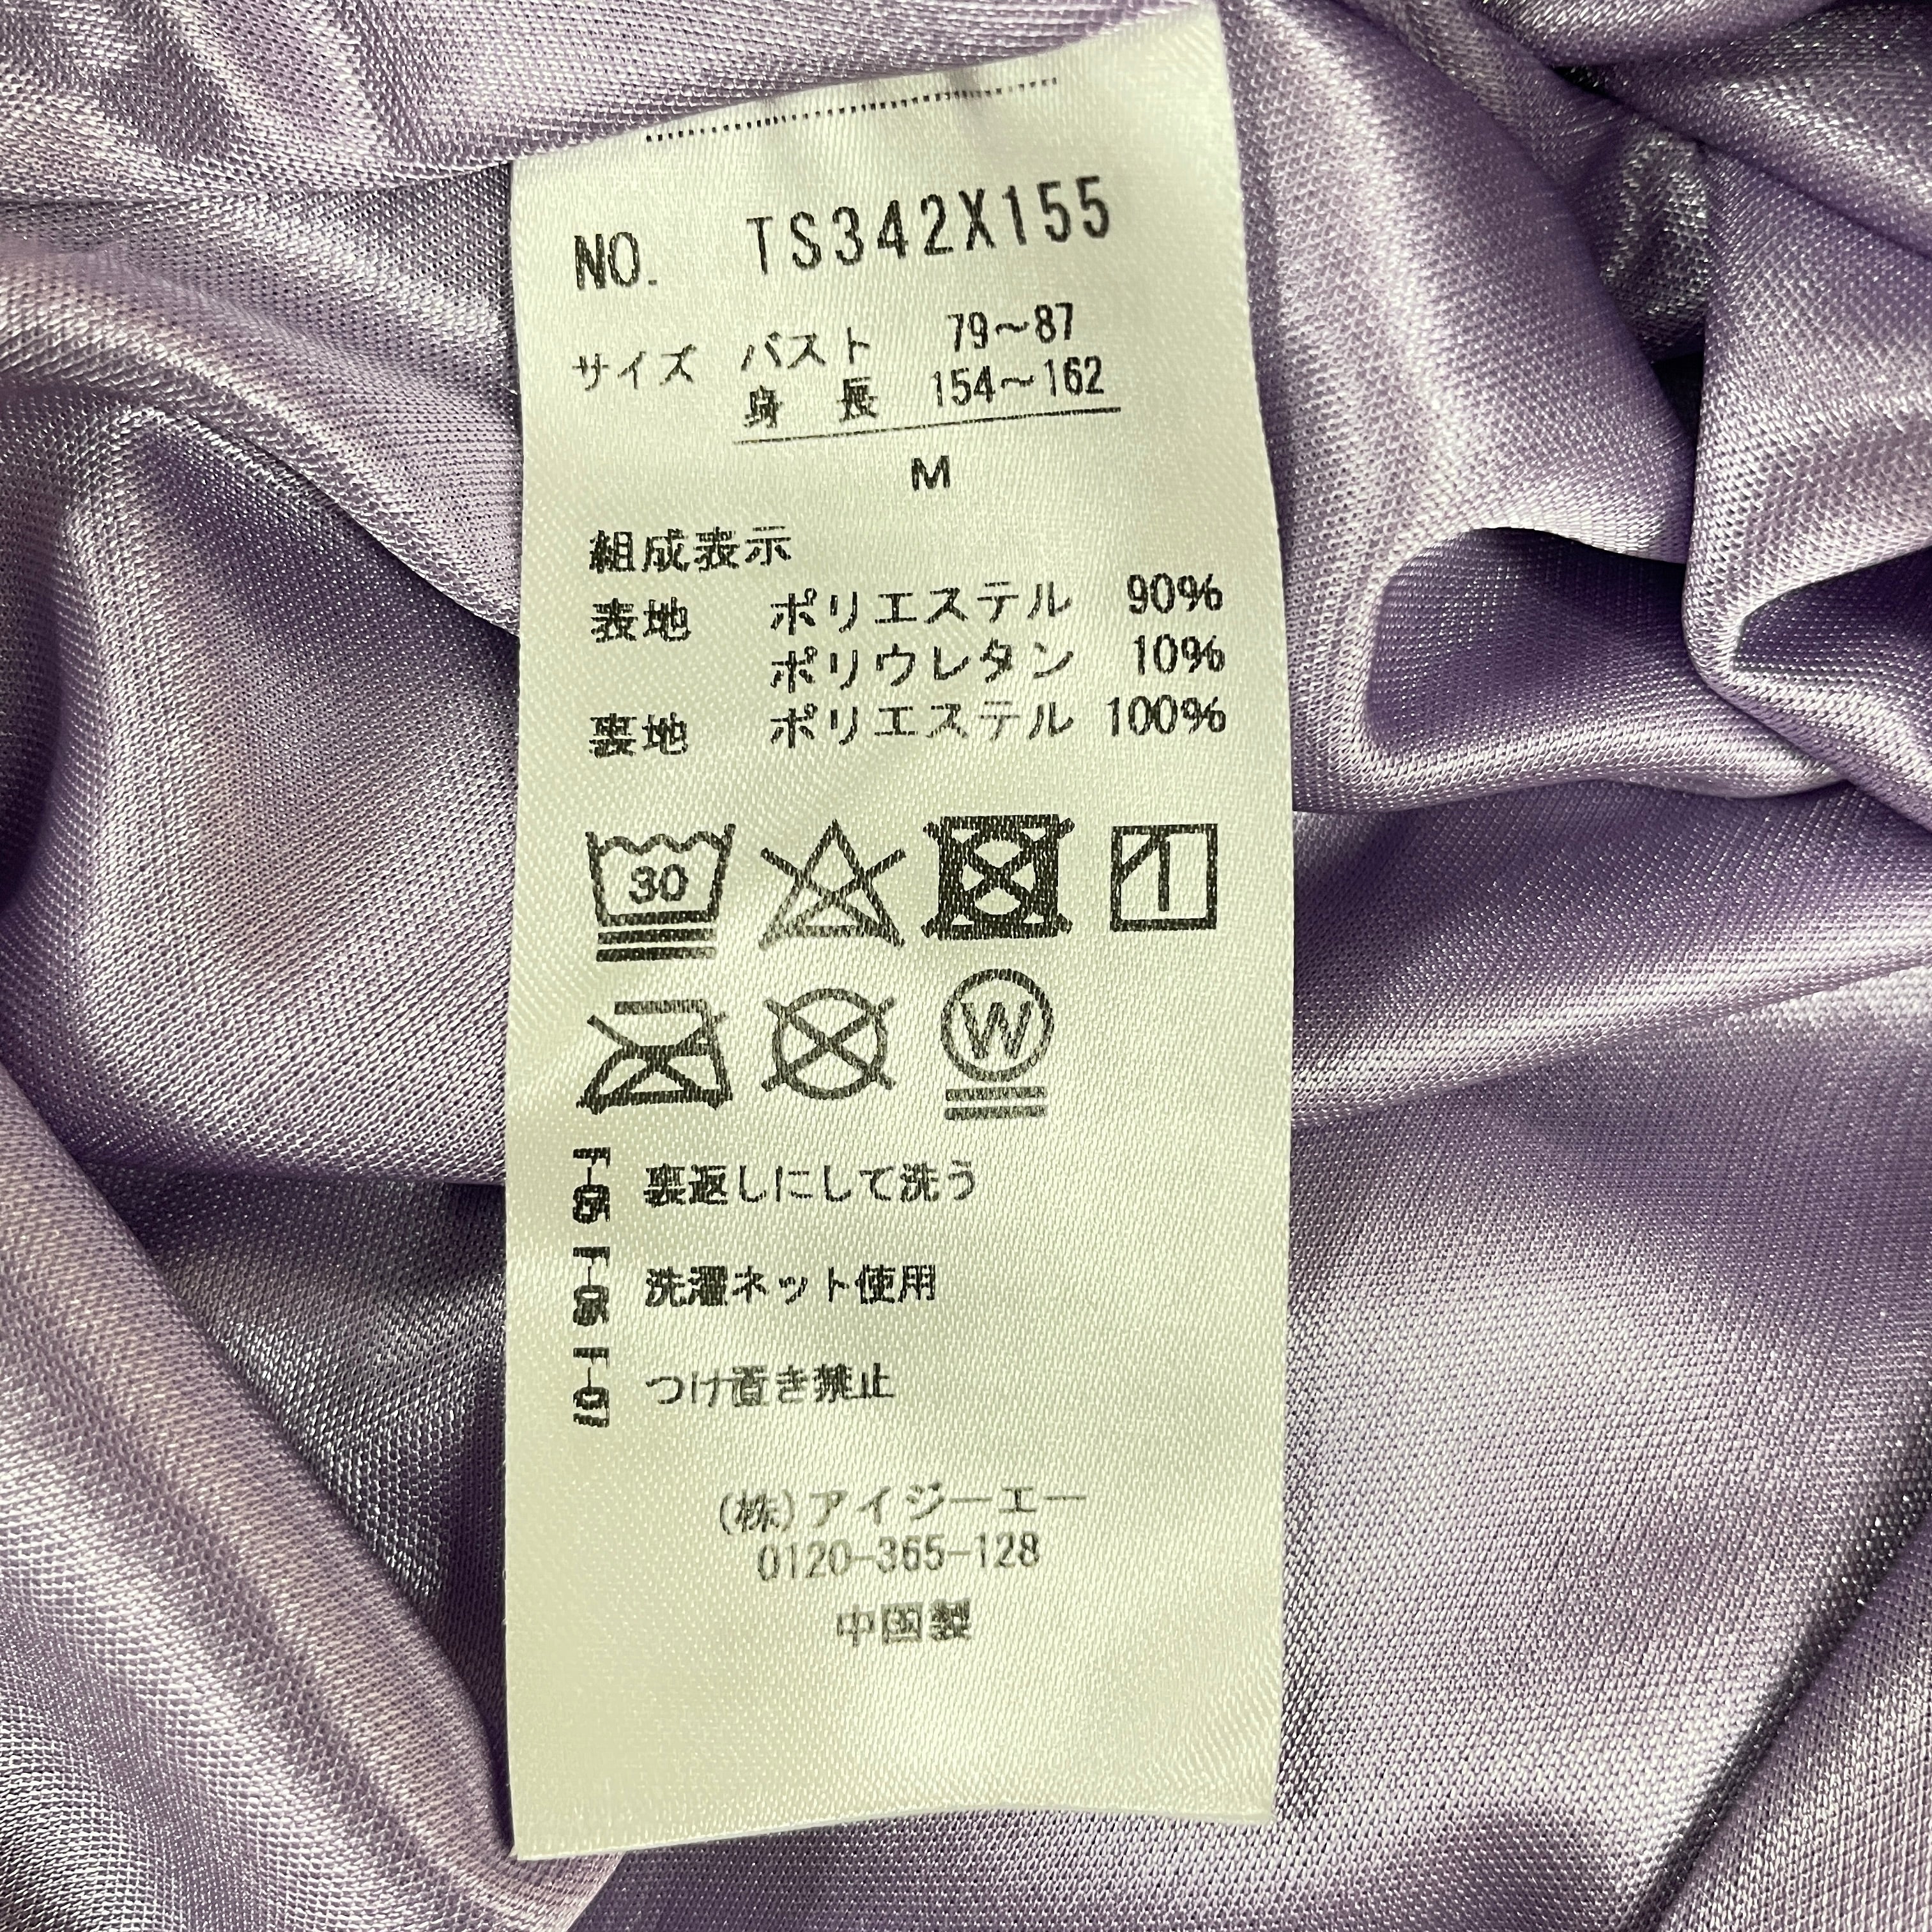 NO. TS342X155
サイズ バスト 79～87
身長 154～162
M
組成表示
表地 ポリエステル 90%
ポリウレタン 10%
裏地 ポリエステル 100%
30
W
裏返しにして洗う
洗濯ネット使用
つけ置き禁止
(株)アイジーエー
0120-365-128
中国製